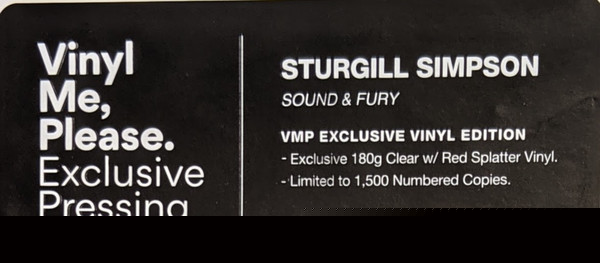 Vinyl
Me,
Please.
Exclusive
Pressing
STURGILL SIMPSON
SOUND & FURY
VMP EXCLUSIVE VINYL EDITION
- Exclusive 180g Clear w/ Red Splatter Vinyl.
- Limited to 1,500 Numbered Copies.